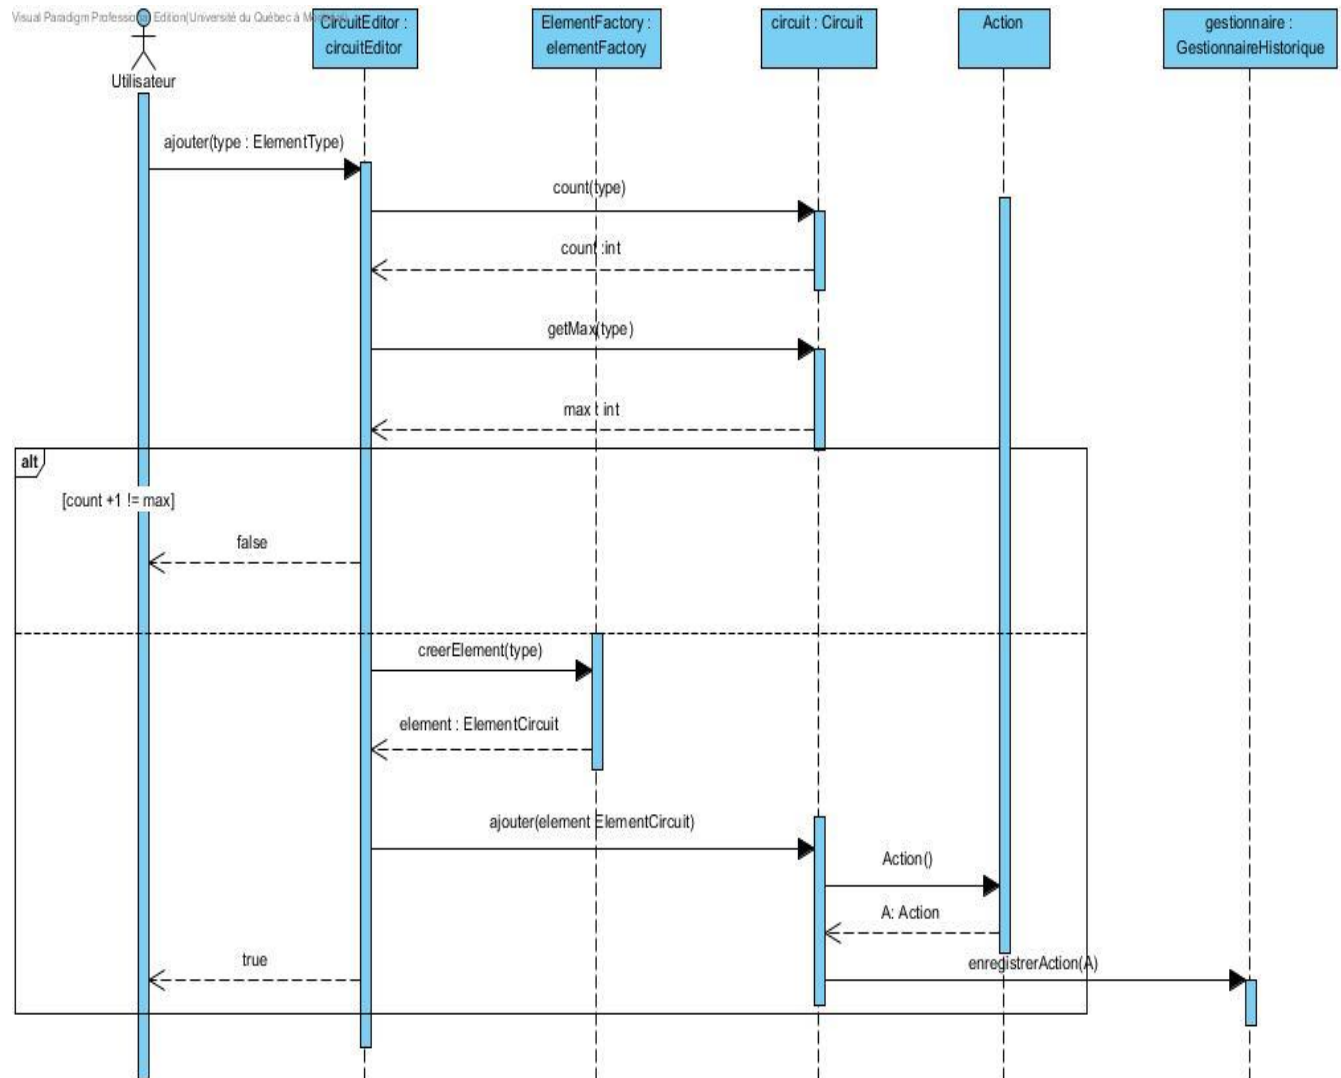 Visual Paradigm Professional Edition(Université du Québec à Montréal)
Utilisateur
CircuitEditor :
circuitEditor
ElementFactory :
elementFactory
circuit : Circuit
Action
gestionnaire :
GestionnaireHistorique
ajouter(type : ElementType)
count(type)
count :int
getMax(type)
max : int
alt
[count +1 != max]
false
creerElement(type)
element : ElementCircuit
ajouter(element ElementCircuit)
Action()
A: Action
enregistrerAction(A)
true